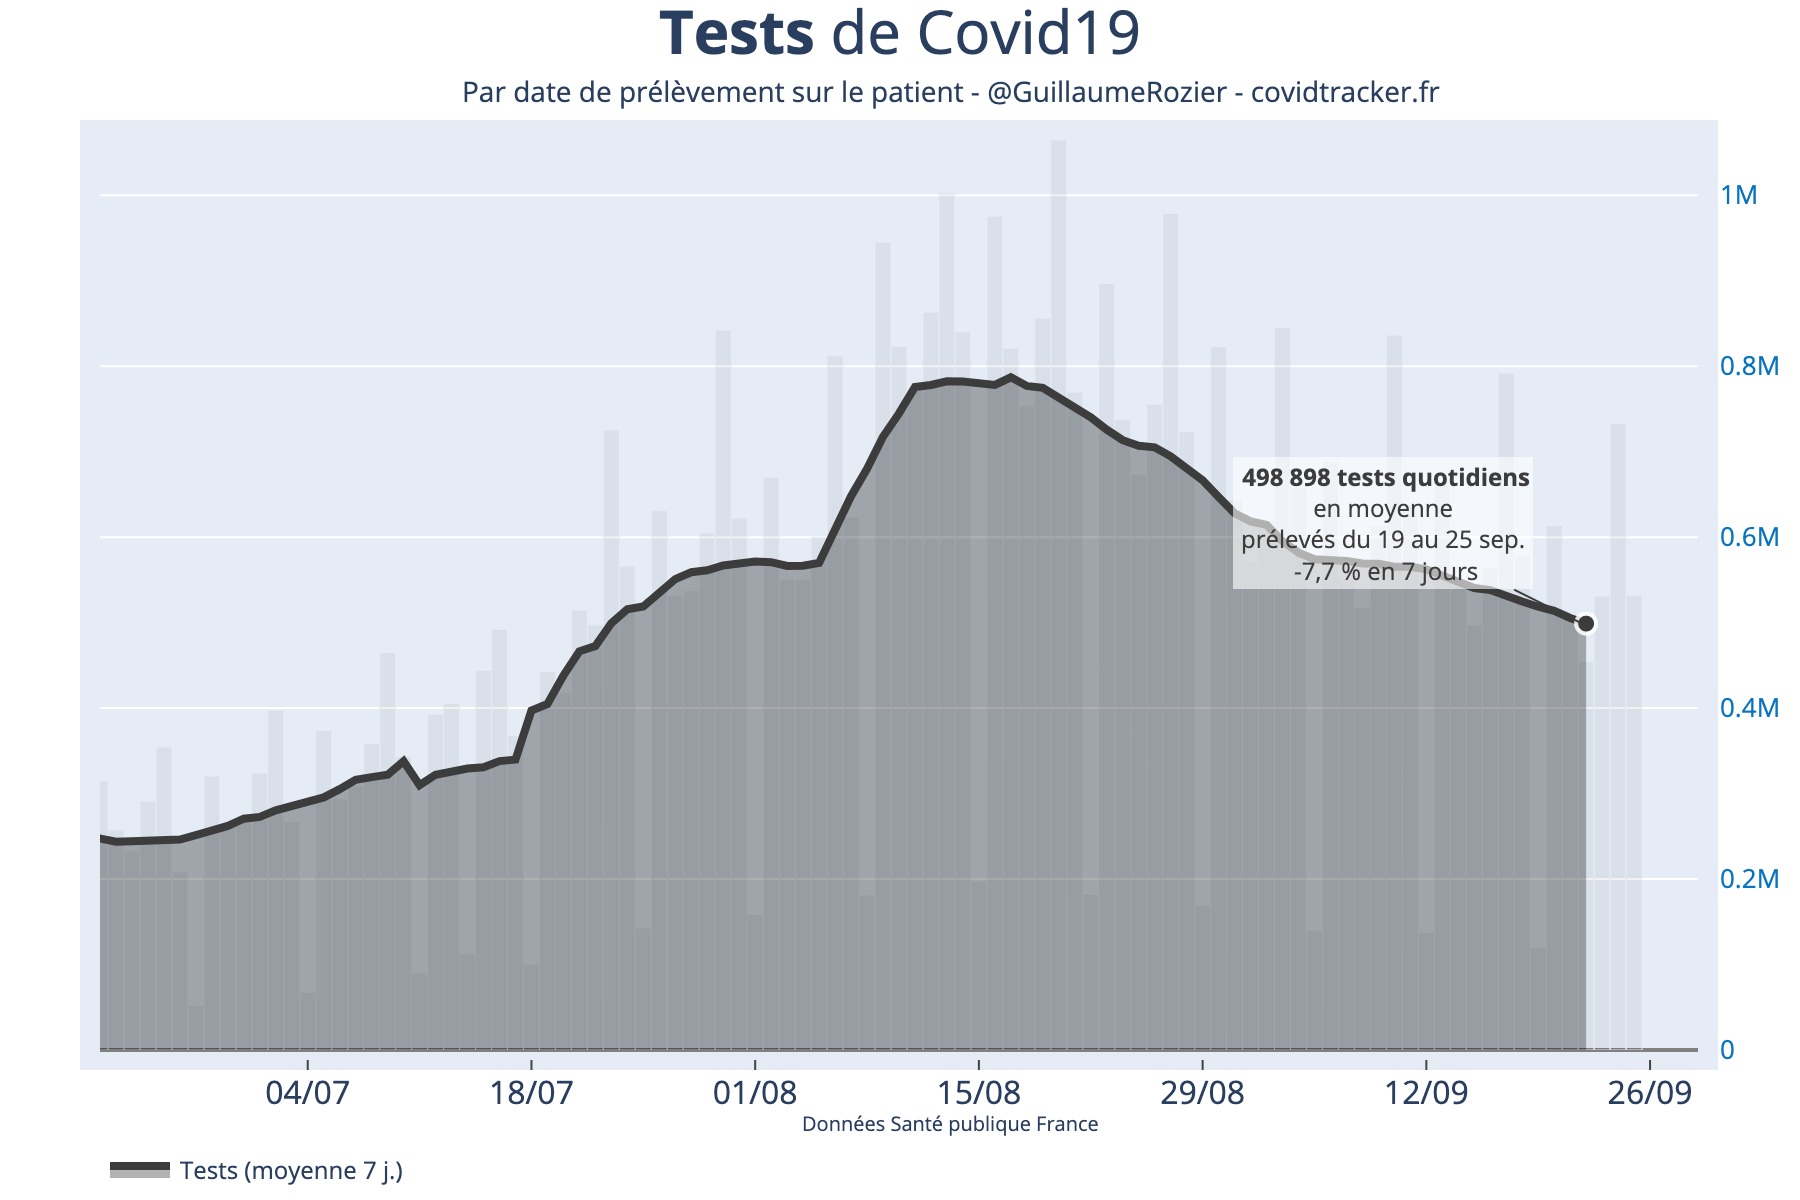 Tests de Covid19
Par date de prélèvement sur le patient - @GuillaumeRozier - covidtracker.fr
1M
0.8M
498 898 tests quotidiens
en moyenne
prélevés du 19 au 25 sep.
-7,7 % en 7 jours
0.6M
0.4M
0.2M
0
04/07 18/07 01/08 15/08 29/08 12/09 26/09
Données Santé publique France
Tests (moyenne 7 j.)